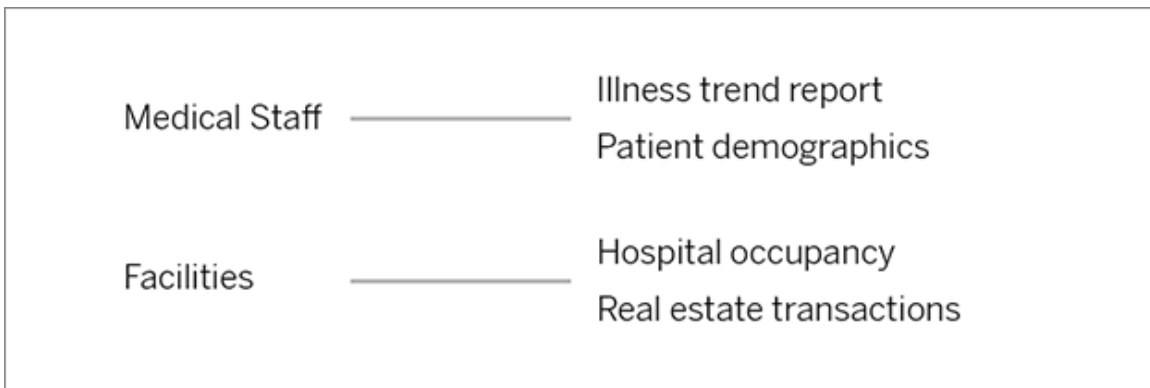 Medical Staff
Illness trend report
Patient demographics
Facilities
Hospital occupancy
Real estate transactions